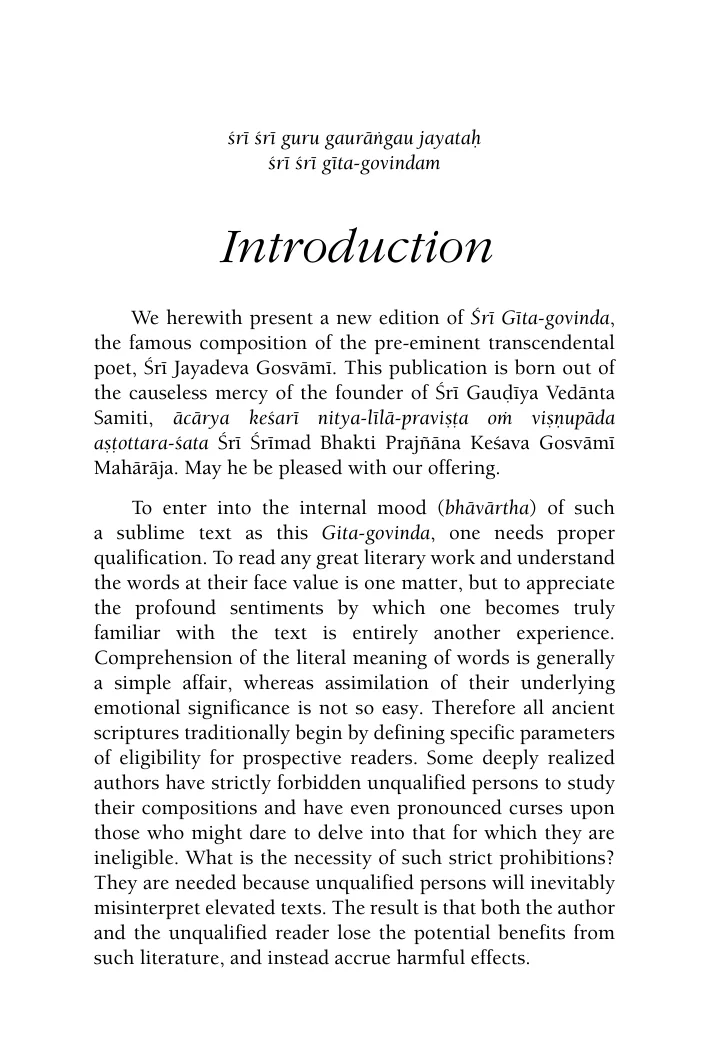 śrī śrī guru gaurāṅgau jayataḥ
śrī śrī gīta-govindam
Introduction
We herewith present a new edition of Śrī Gīta-govinda,
the famous composition of the pre-eminent transcendental
poet, Śrī Jayadeva Gosvāmī. This publication is born out of
the causeless mercy of the founder of Śrī Gauḍīya Vedānta
Samiti, ācārya keśarī nitya-līlā-praviṣṭa oṁ viṣṇupāda
aṣṭottara-śata Śrī Śrīmad Bhakti Prajñāna Keśava Gosvāmī
Mahārāja. May he be pleased with our offering.
To enter into the internal mood (bhāvārtha) of such
a sublime text as this Gita-govinda, one needs proper
qualification. To read any great literary work and understand
the words at their face value is one matter, but to appreciate
the profound sentiments by which one becomes truly
familiar with the text is entirely another experience.
Comprehension of the literal meaning of words is generally
a simple affair, whereas assimilation of their underlying
emotional significance is not so easy. Therefore all ancient
scriptures traditionally begin by defining specific parameters
of eligibility for prospective readers. Some deeply realized
authors have strictly forbidden unqualified persons to study
their compositions and have even pronounced curses upon
those who might dare to delve into that for which they are
ineligible. What is the necessity of such strict prohibitions?
They are needed because unqualified persons will inevitably
misinterpret elevated texts. The result is that both the author
and the unqualified reader lose the potential benefits from
such literature, and instead accrue harmful effects.